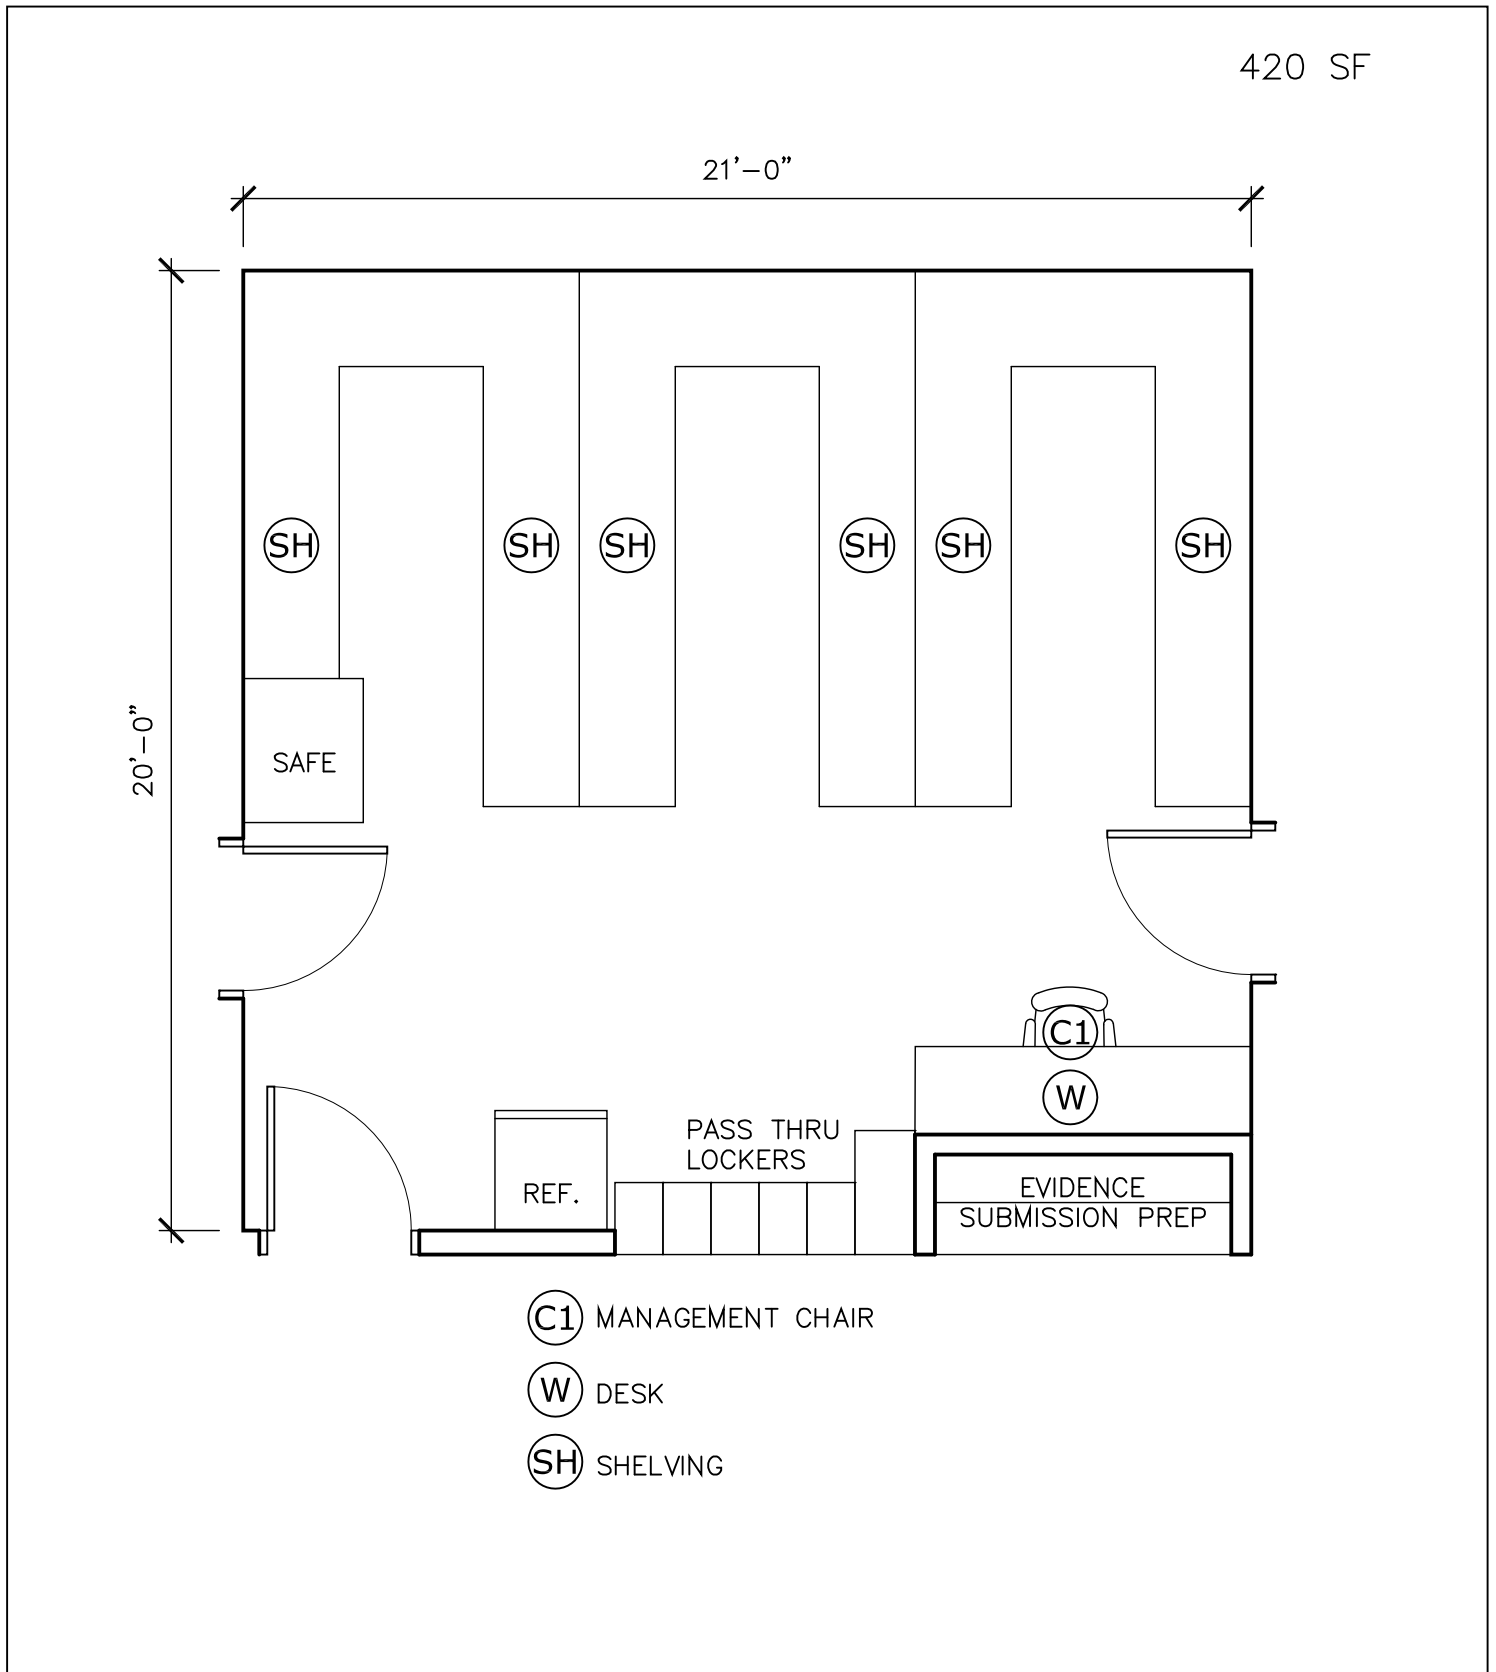 420 SF
21'-0"
20'-0"
SH SH SH SH SH SH
SAFE
C1
W
PASS THRU
LOCKERS
REF.
EVIDENCE
SUBMISSION PREP
C1 MANAGEMENT CHAIR
W DESK
SH SHELVING